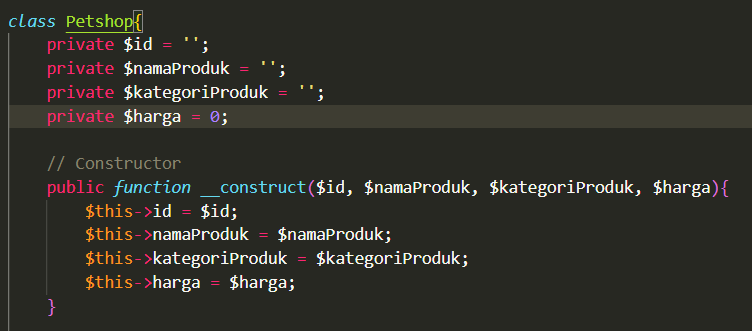 class Petshop{
    private $id = '';
    private $namaProduk = '';
    private $kategoriProduk = '';
    private $harga = 0;

    // Constructor
    public function __construct($id, $namaProduk, $kategoriProduk, $harga){
        $this->id = $id;
        $this->namaProduk = $namaProduk;
        $this->kategoriProduk = $kategoriProduk;
        $this->harga = $harga;
    }